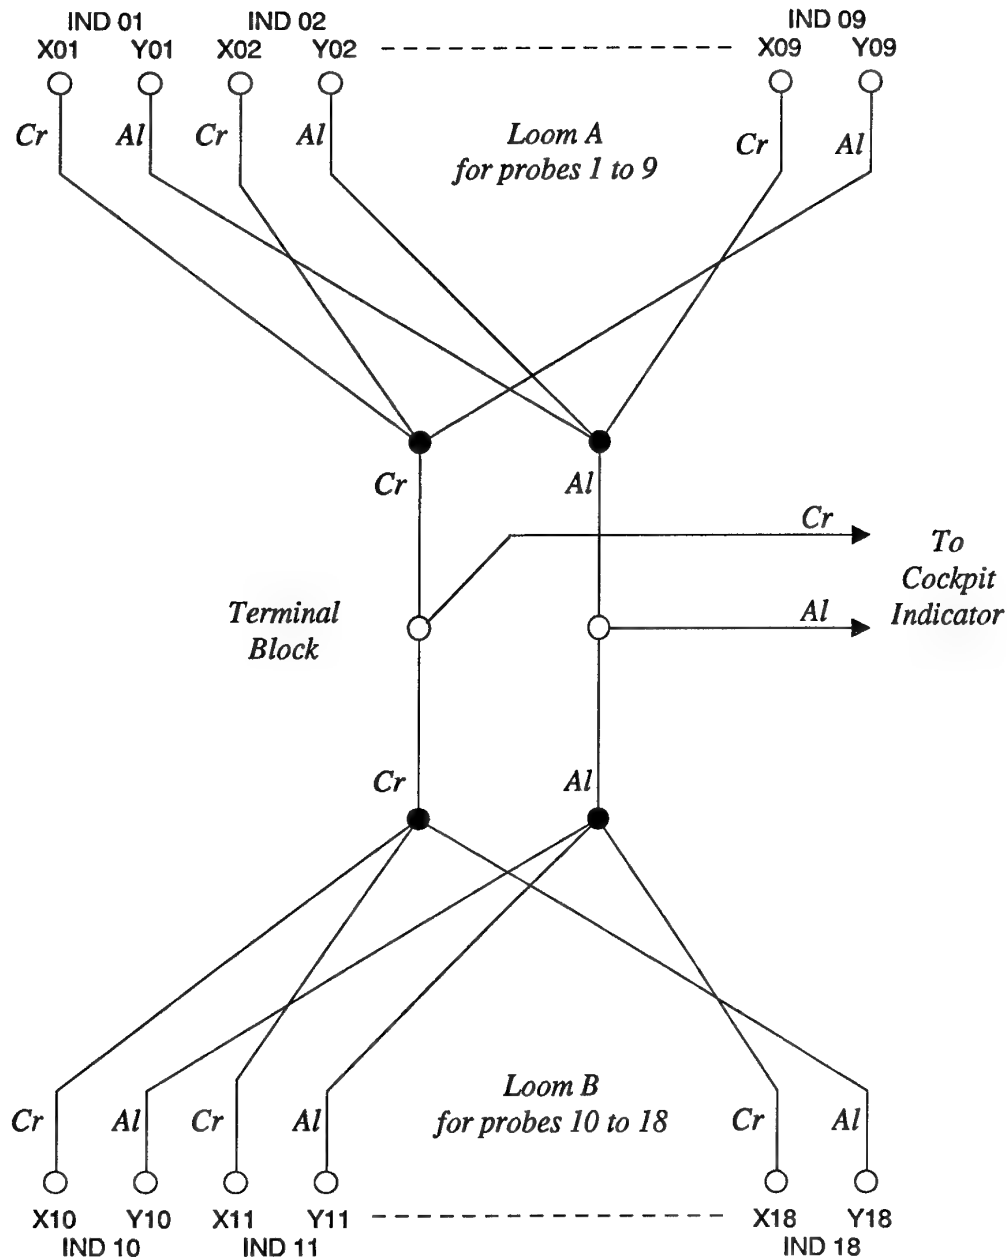 IND 01 IND 02 IND 09
X01 Y01 X02 Y02 X09 Y09
Cr Al Cr Al Cr Al
Loom A
for probes 1 to 9
Cr Al
Cr
To
Cockpit
Indicator
Al
Terminal
Block
Cr Al
Loom B
for probes 10 to 18
Cr Al Cr Al Cr Al
X10 Y10 X11 Y11 X18 Y18
IND 10 IND 11 IND 18